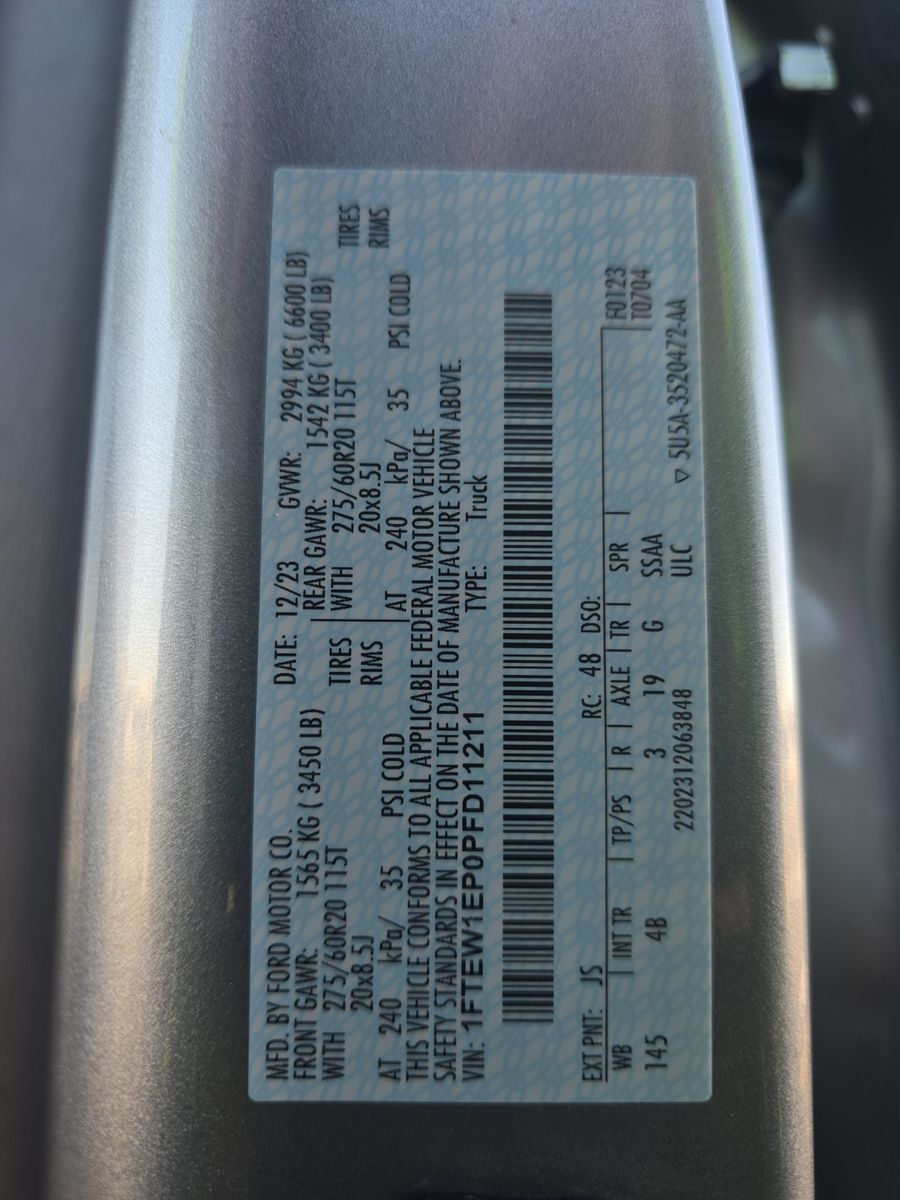 MFD. BY FORD MOTOR CO. DATE: 12/23 GVWR: 2994 KG ( 6600 LB)
FRONT GAWR: 1565 KG ( 3450 LB) REAR GAWR: 1542 KG ( 3400 LB)
WITH 275/60R20 115T TIRES WITH 275/60R20 115T TIRES
20x8.5J RIMS 20x8.5J RIMS
AT 240 kPa/ 35 PSI COLD AT 240 kPa/ 35 PSI COLD
THIS VEHICLE CONFORMS TO ALL APPLICABLE FEDERAL MOTOR VEHICLE
SAFETY STANDARDS IN EFFECT ON THE DATE OF MANUFACTURE SHOWN ABOVE.
VIN: 1FTEW1EP0PFD11211 TYPE: Truck
EXT PNT: JS RC: 48 DSO:
WB INT TR TP/PS R AXLE TR SPR F0123
145 4B 3 19 G SSAA T0704
2202312063848 ULC
▽ 5U5A-3520472-AA